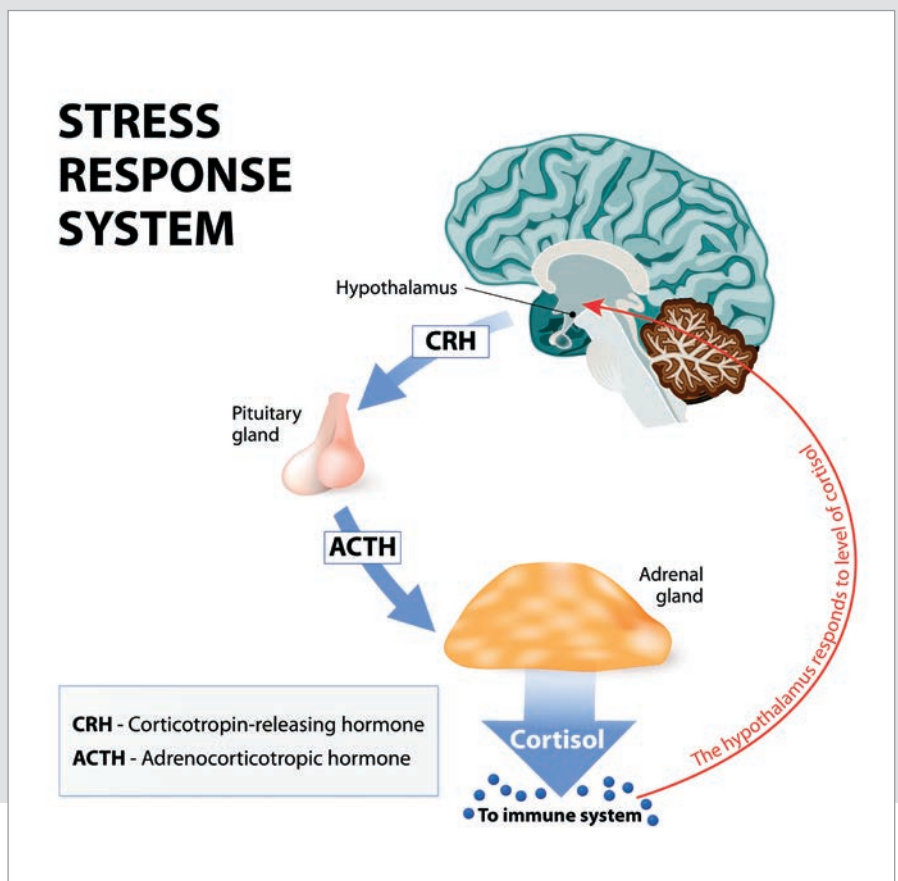 STRESS
RESPONSE
SYSTEM
Hypothalamus
CRH
Pituitary
gland
ACTH
Adrenal
gland
Cortisol
To immune system
The hypothalamus responds to level of cortisol
CRH - Corticotropin-releasing hormone
ACTH - Adrenocorticotropic hormone